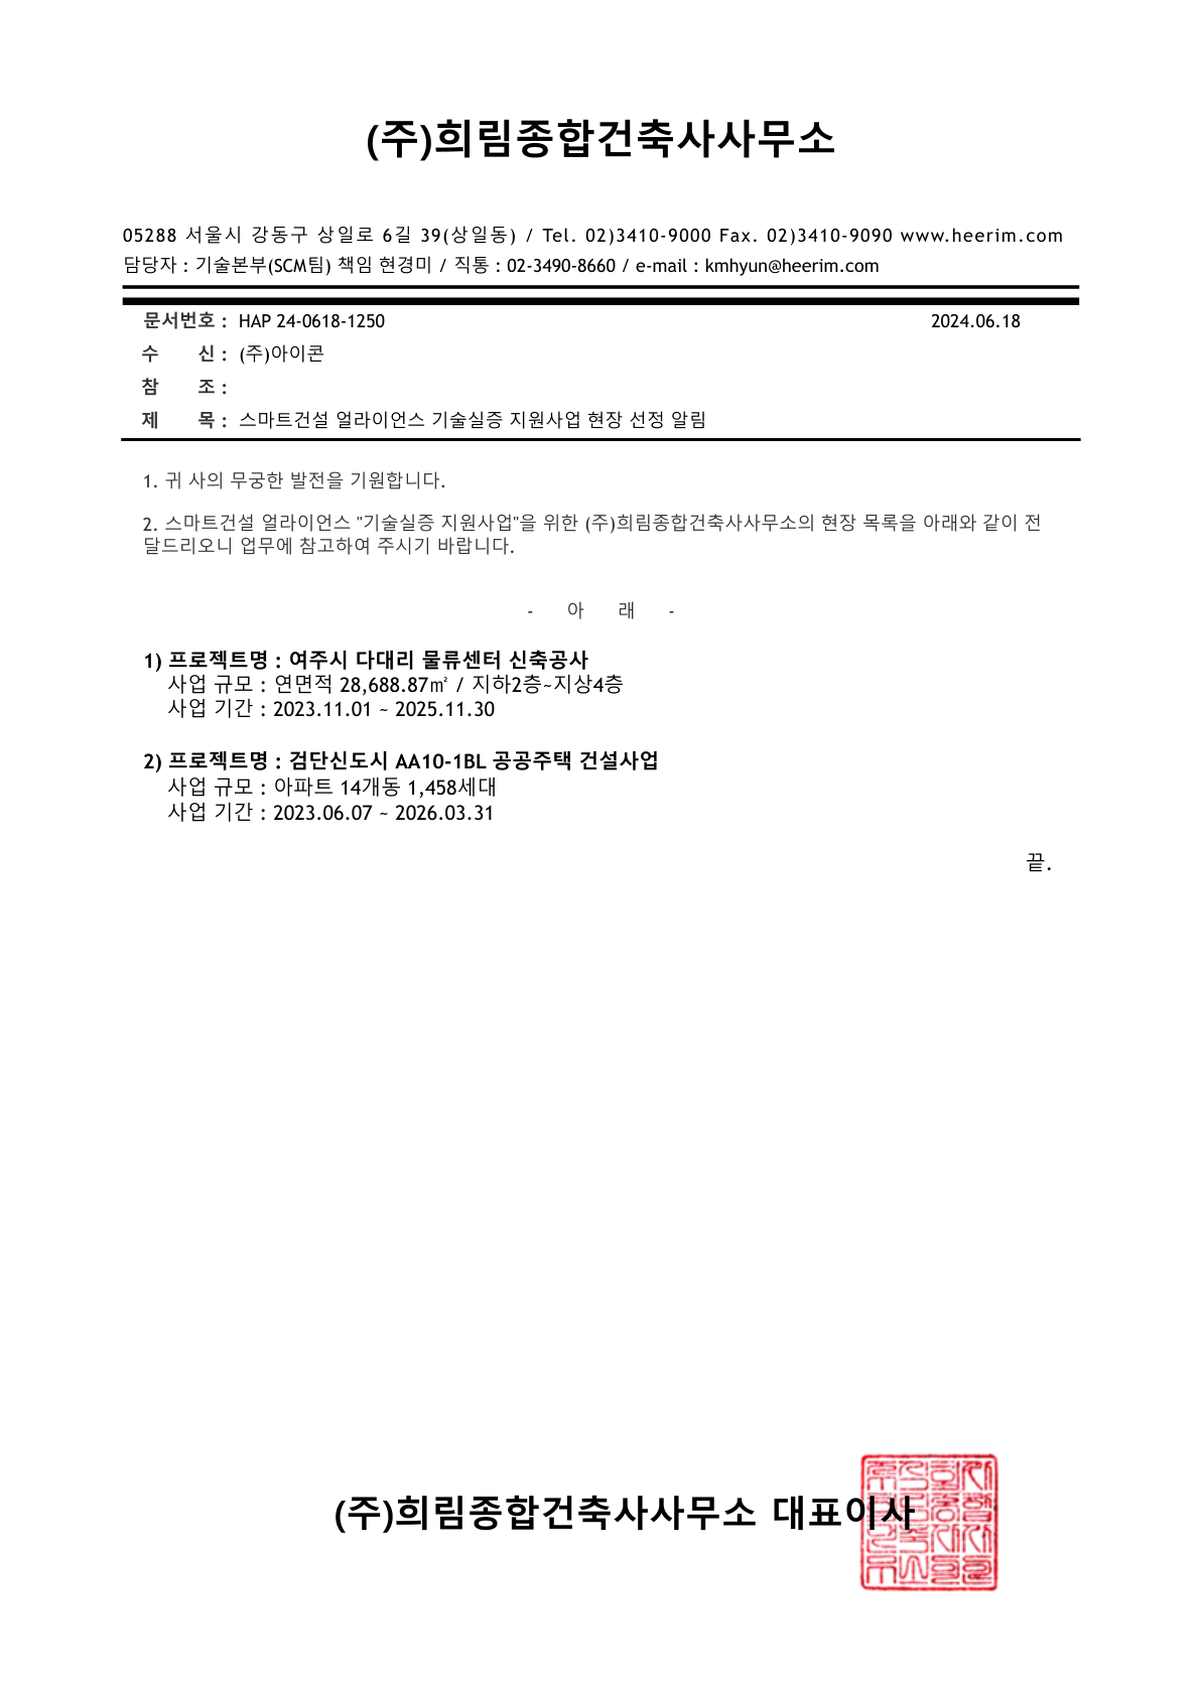 (주)희림종합건축사사무소
05288 서울시 강동구 상일로 6길 39(상일동) / Tel. 02)3410-9000 Fax. 02)3410-9090 www.heerim.com
담당자 : 기술본부(SCM팀) 책임 현경미 / 직통 : 02-3490-8660 / e-mail : kmhyun@heerim.com
문서번호 : HAP 24-0618-1250 2024.06.18
수 신 : (주)아이콘
참 조 :
제 목 : 스마트건설 얼라이언스 기술실증 지원사업 현장 선정 알림
1. 귀 사의 무궁한 발전을 기원합니다.
2. 스마트건설 얼라이언스 "기술실증 지원사업"을 위한 (주)희림종합건축사사무소의 현장 목록을 아래와 같이 전
달드리오니 업무에 참고하여 주시기 바랍니다.
- 아 래 -
1) 프로젝트명 : 여주시 다대리 물류센터 신축공사
사업 규모 : 연면적 28,688.87㎡ / 지하2층~지상4층
사업 기간 : 2023.11.01 ~ 2025.11.30
2) 프로젝트명 : 검단신도시 AA10-1BL 공공주택 건설사업
사업 규모 : 아파트 14개동 1,458세대
사업 기간 : 2023.06.07 ~ 2026.03.31
끝.
(주)희림종합건축사사무소 대표이사